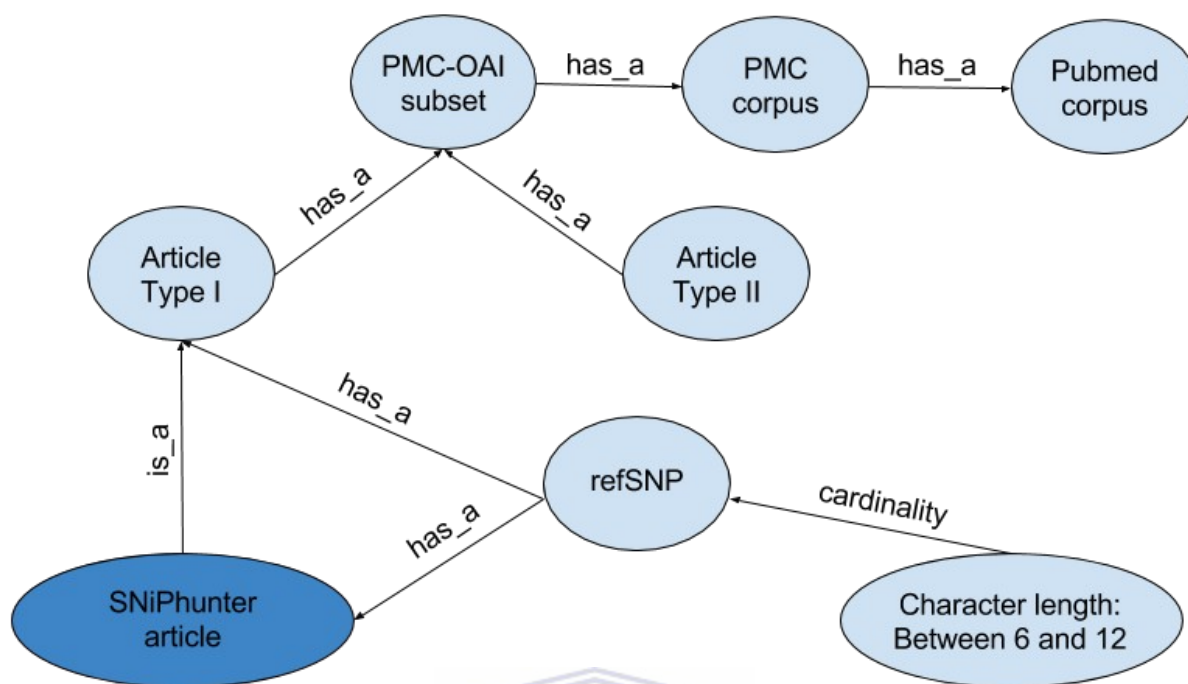 PMC-OAI
subset
has_a
PMC
corpus
has_a
Pubmed
corpus
has_a
has_a
Article
Type I
Article
Type II
is_a
has_a
has_a
refSNP
cardinality
SNiPhunter
article
Character length:
Between 6 and 12